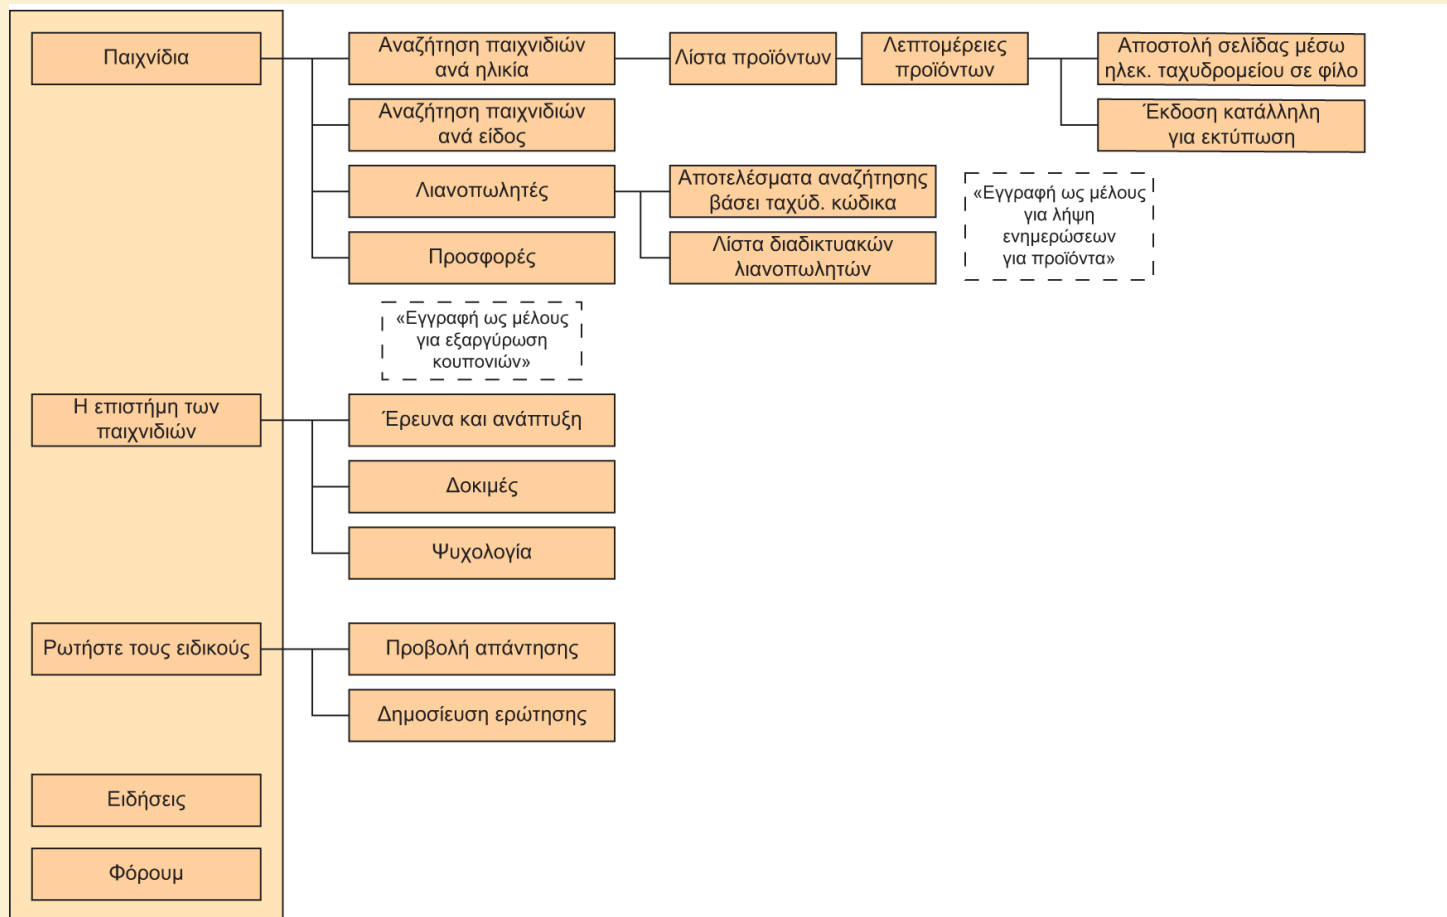 Παιχνίδια
Αναζήτηση παιχνιδιών
ανά ηλικία
Λίστα προϊόντων
Λεπτομέρειες
προϊόντων
Αποστολή σελίδας μέσω
ηλεκ. ταχυδρομείου σε φίλο
Αναζήτηση παιχνιδιών
ανά είδος
Έκδοση κατάλληλη
για εκτύπωση
Λιανοπωλητές
Αποτελέσματα αναζήτησης
βάσει ταχύδ. κώδικα
«Εγγραφή ως μέλους
για λήψη
ενημερώσεων
για προϊόντα»
Προσφορές
Λίστα διαδικτυακών
λιανοπωλητών
«Εγγραφή ως μέλους
για εξαργύρωση
κουπονιών»
Η επιστήμη των
παιχνιδιών
Έρευνα και ανάπτυξη
Δοκιμές
Ψυχολογία
Ρωτήστε τους ειδικούς
Προβολή απάντησης
Δημοσίευση ερώτησης
Ειδήσεις
Φόρουμ